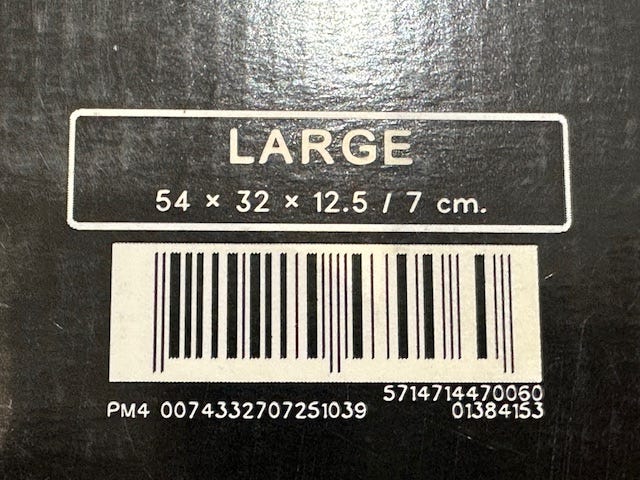 LARGE
54 × 32 × 12.5 / 7 cm.
5714714470060
PM4 0074332707251039 01384153